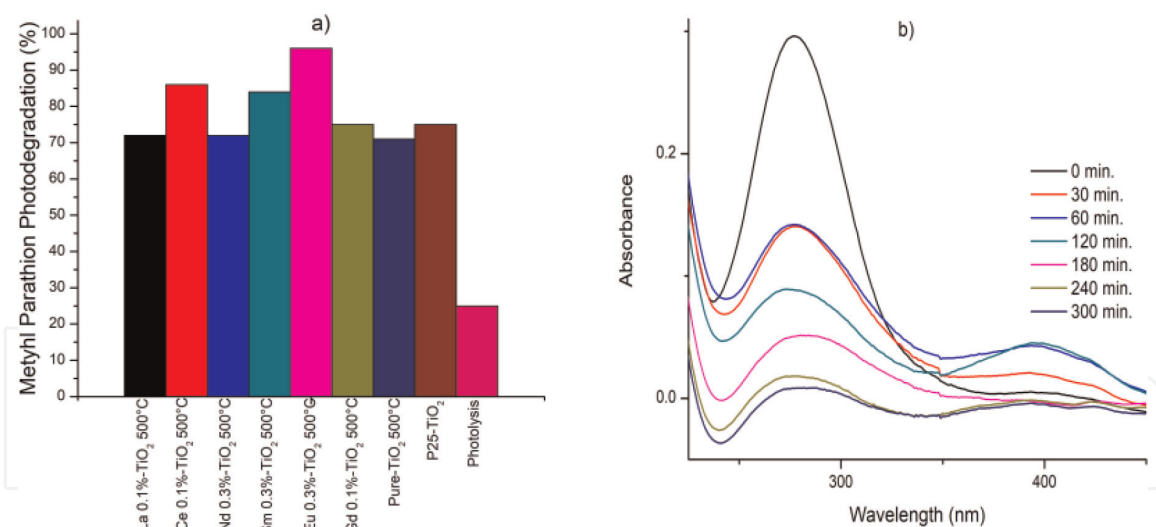 a)
Metyhl Parathion Photodegradation (%)
100
90
80
70
60
50
40
30
20
10
0
La 0.1%-TiO₂ 500°C
Ce 0.1%-TiO₂ 500°C
Nd 0.3%-TiO₂ 500°C
Sm 0.3%-TiO₂ 500°C
Eu 0.3%-TiO₂ 500°C
Gd 0.1%-TiO₂ 500°C
Pure-TiO₂ 500°C
P25-TiO₂
Photolysis
b)
Absorbance
0.2
0.1
0.0
0 min.
30 min.
60 min.
120 min.
180 min.
240 min.
300 min.
300
400
Wavelength (nm)